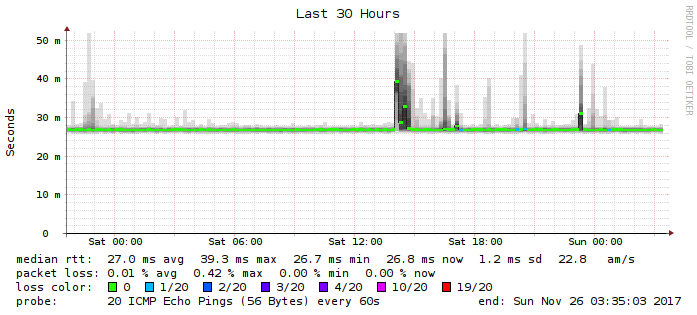 Last 30 Hours
RRDTOOL / TOBI OETIKER
Seconds
50 m
40 m
30 m
20 m
10 m
0
Sat 00:00 Sat 06:00 Sat 12:00 Sat 18:00 Sun 00:00
median rtt: 27.0 ms avg 39.3 ms max 26.7 ms min 26.8 ms now 1.2 ms sd 22.8 am/s
packet loss: 0.01 % avg 0.42 % max 0.00 % min 0.00 % now
loss color: 0 1/20 2/20 3/20 4/20 10/20 19/20
probe: 20 ICMP Echo Pings (56 Bytes) every 60s end: Sun Nov 26 03:35:03 2017